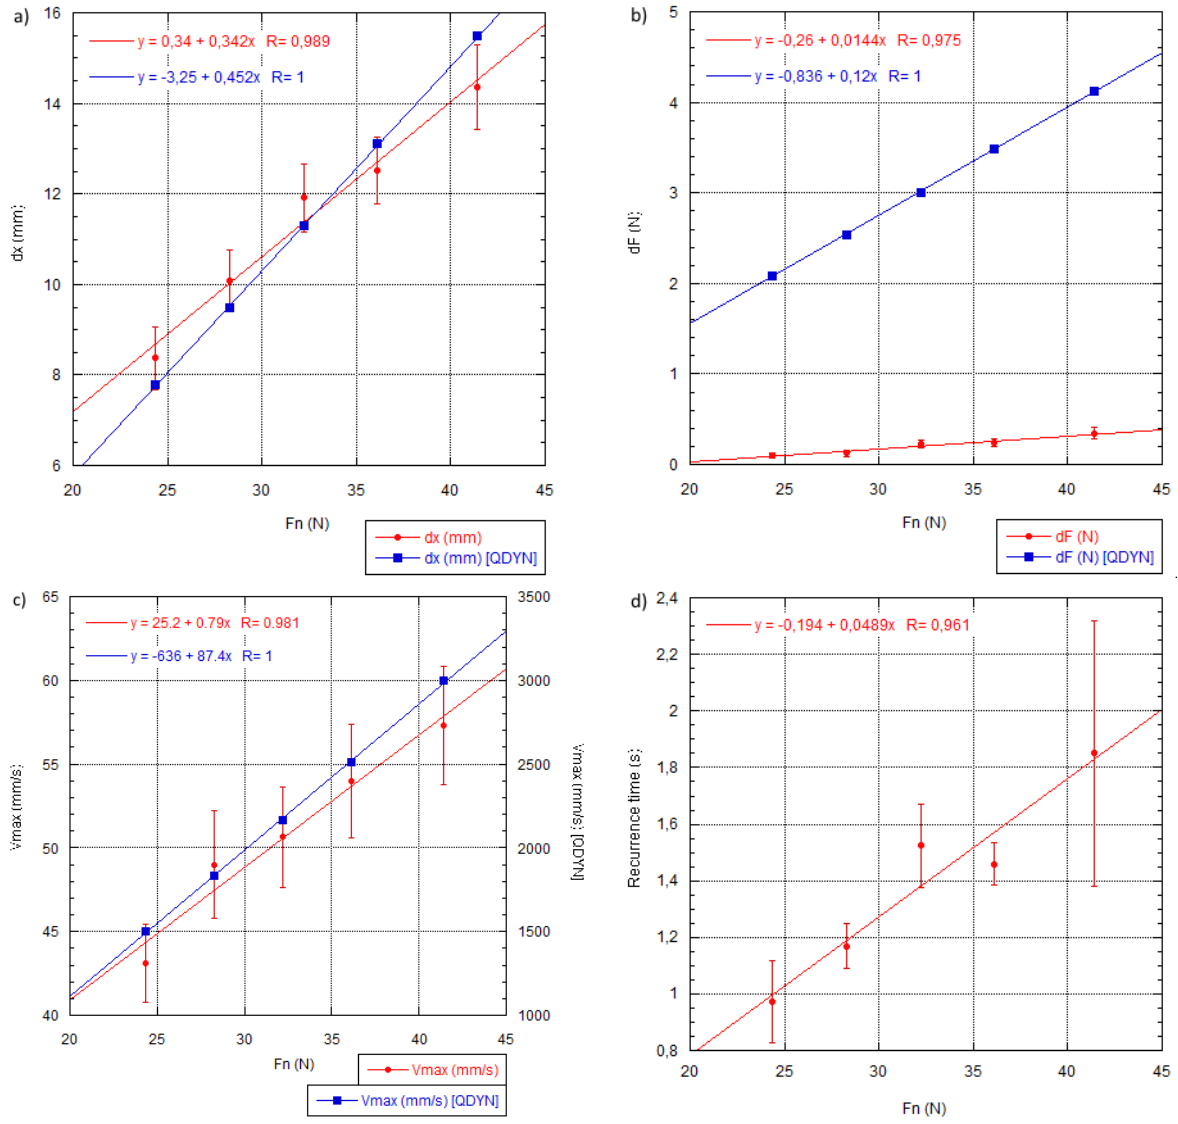 a)
y = 0,34 + 0,342x R= 0,989
y = -3,25 + 0,452x R= 1
16
14
12
10
8
6
dx (mm)
20 25 30 35 40 45
Fn (N)
dx (mm)
dx (mm) [QDYN]
b)
y = -0,26 + 0,0144x R= 0,975
y = -0,836 + 0,12x R= 1
5
4
3
2
1
0
dF (N)
20 25 30 35 40 45
Fn (N)
dF (N)
dF (N) [QDYN]
c)
y = 25.2 + 0.79x R= 0.981
y = -636 + 87.4x R= 1
65
60
55
50
45
40
Vmax (mm/s)
3500
3000
2500
2000
1500
1000
Vmax (mm/s) [QDYN]
20 25 30 35 40 45
Fn (N)
Vmax (mm/s)
Vmax (mm/s) [QDYN]
d)
y = -0,194 + 0,0489x R= 0,961
2,4
2,2
2
1,8
1,6
1,4
1,2
1
0,8
Recurrence time (s)
20 25 30 35 40 45
Fn (N)